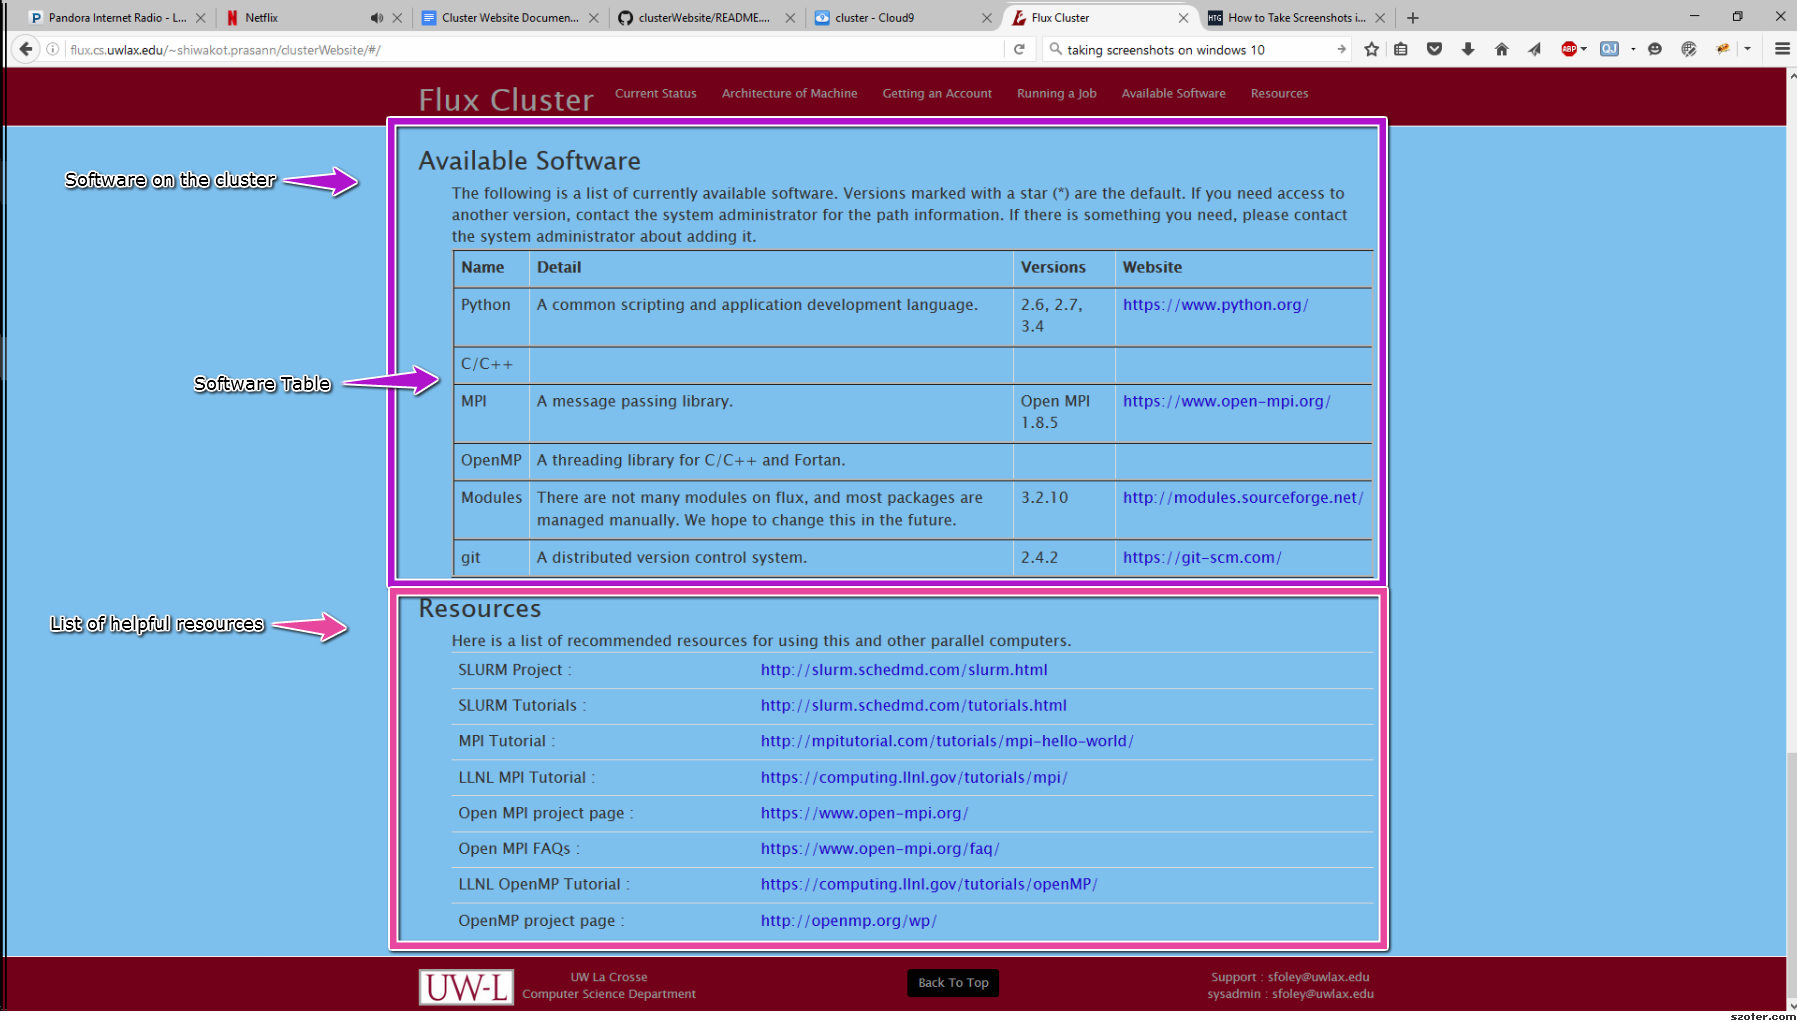 Pandora Internet Radio - L...
Netflix
Cluster Website Documen...
clusterWebsite/README....
cluster - Cloud9
Flux Cluster
HTG How to Take Screenshots i...
flux.cs.uwlax.edu/~shiwakot.prasann/clusterWebsite/#/
taking screenshots on windows 10
ABP
QJ
Flux Cluster
Current Status
Architecture of Machine
Getting an Account
Running a Job
Available Software
Resources
Software on the cluster
Available Software
The following is a list of currently available software. Versions marked with a star (*) are the default. If you need access to
another version, contact the system administrator for the path information. If there is something you need, please contact
the system administrator about adding it.
Name Detail Versions Website
Python A common scripting and application development language. 2.6, 2.7, https://www.python.org/
3.4
Software Table
C/C++
MPI A message passing library. Open MPI https://www.open-mpi.org/
1.8.5
OpenMP A threading library for C/C++ and Fortan.
Modules There are not many modules on flux, and most packages are 3.2.10 http://modules.sourceforge.net/
managed manually. We hope to change this in the future.
git A distributed version control system. 2.4.2 https://git-scm.com/
List of helpful resources
Resources
Here is a list of recommended resources for using this and other parallel computers.
SLURM Project : http://slurm.schedmd.com/slurm.html
SLURM Tutorials : http://slurm.schedmd.com/tutorials.html
MPI Tutorial : http://mpitutorial.com/tutorials/mpi-hello-world/
LLNL MPI Tutorial : https://computing.llnl.gov/tutorials/mpi/
Open MPI project page : https://www.open-mpi.org/
Open MPI FAQs : https://www.open-mpi.org/faq/
LLNL OpenMP Tutorial : https://computing.llnl.gov/tutorials/openMP/
OpenMP project page : http://openmp.org/wp/
UW-L
UW La Crosse
Computer Science Department
Back To Top
Support : sfoley@uwlax.edu
sysadmin : sfoley@uwlax.edu
szoter.com